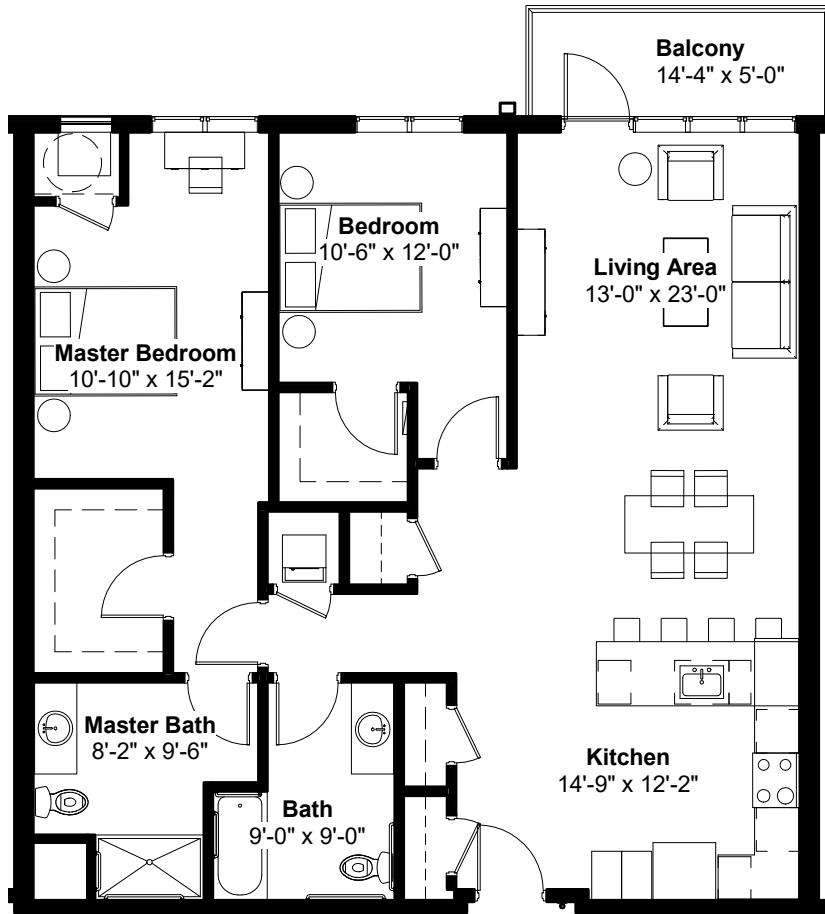 Balcony
14'-4" x 5'-0"
Bedroom
10'-6" x 12'-0"
Living Area
13'-0" x 23'-0"
Master Bedroom
10'-10" x 15'-2"
Master Bath
8'-2" x 9'-6"
Kitchen
14'-9" x 12'-2"
Bath
9'-0" x 9'-0"